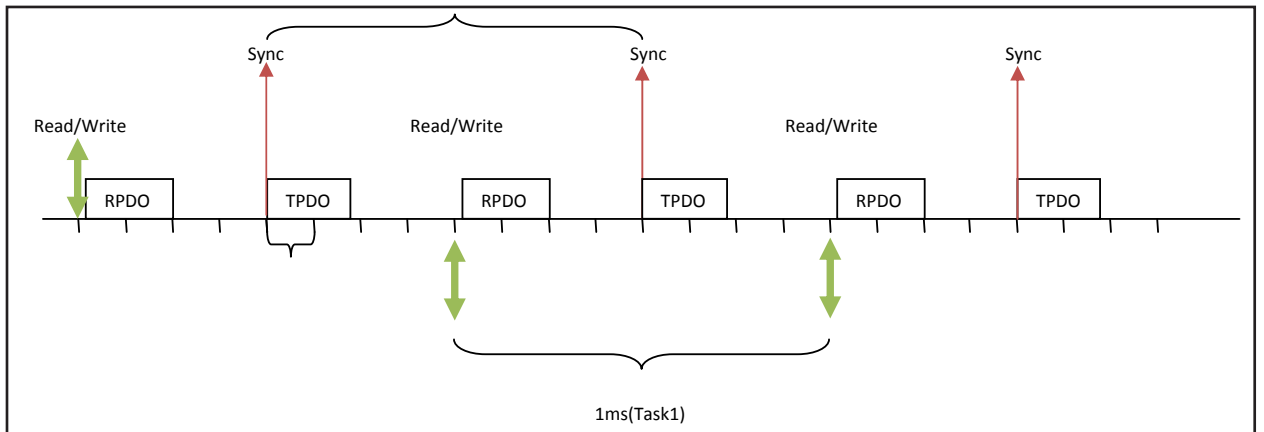 Sync Sync Sync
Read/Write Read/Write Read/Write
RPDO TPDO RPDO TPDO RPDO TPDO
1ms(Task1)